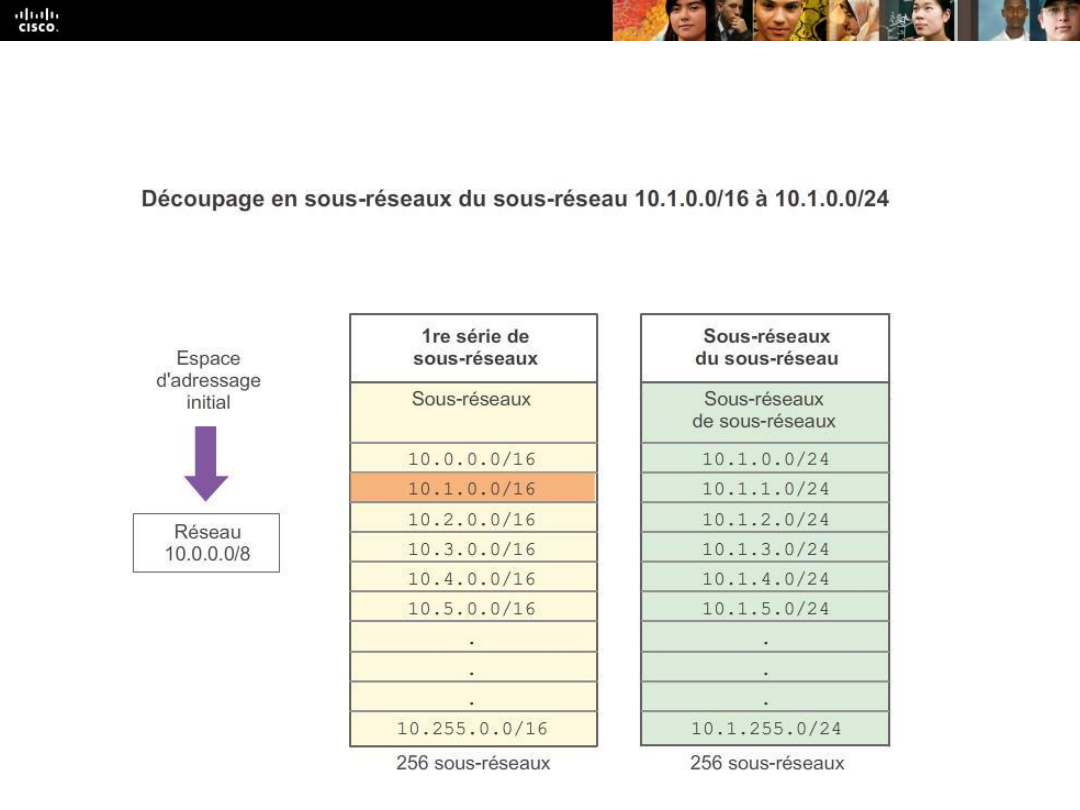 CISCO.
Découpage en sous-réseaux du sous-réseau 10.1.0.0/16 à 10.1.0.0/24
Espace
d'adressage
initial
Réseau
10.0.0.0/8
1re série de
sous-réseaux
Sous-réseaux
10.0.0.0/16
10.1.0.0/16
10.2.0.0/16
10.3.0.0/16
10.4.0.0/16
10.5.0.0/16
.
.
.
10.255.0.0/16
256 sous-réseaux
Sous-réseaux
du sous-réseau
Sous-réseaux
de sous-réseaux
10.1.0.0/24
10.1.1.0/24
10.1.2.0/24
10.1.3.0/24
10.1.4.0/24
10.1.5.0/24
.
.
.
10.1.255.0/24
256 sous-réseaux